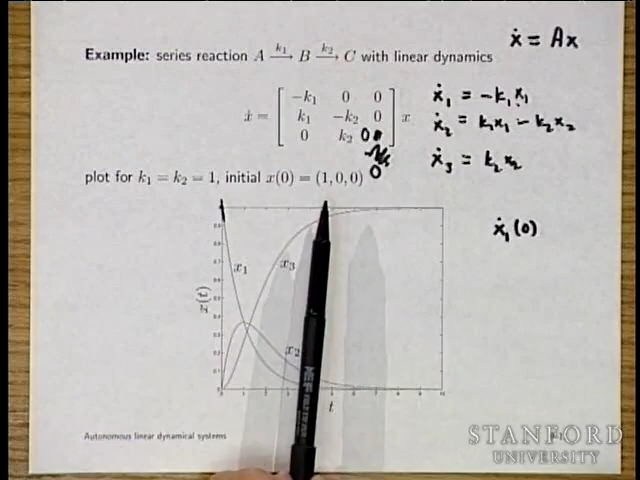 ẋ = Ax
Example: series reaction A —k₁→ B —k₂→ C with linear dynamics
ẋ = [ −k₁ 0 0
k₁ −k₂ 0
0 k₂ 0 ] x
0
ẋ₁ = −k₁x₁
ẋ₂ = k₁x₁ − k₂x₂
ẋ₃ = k₂x₂
plot for k₁ = k₂ = 1, initial x(0) = (1, 0, 0)
ẋ₁(0)
x₁
x₃
x₂
x(t)
t
Autonomous linear dynamical systems
STANFORD
UNIVERSITY